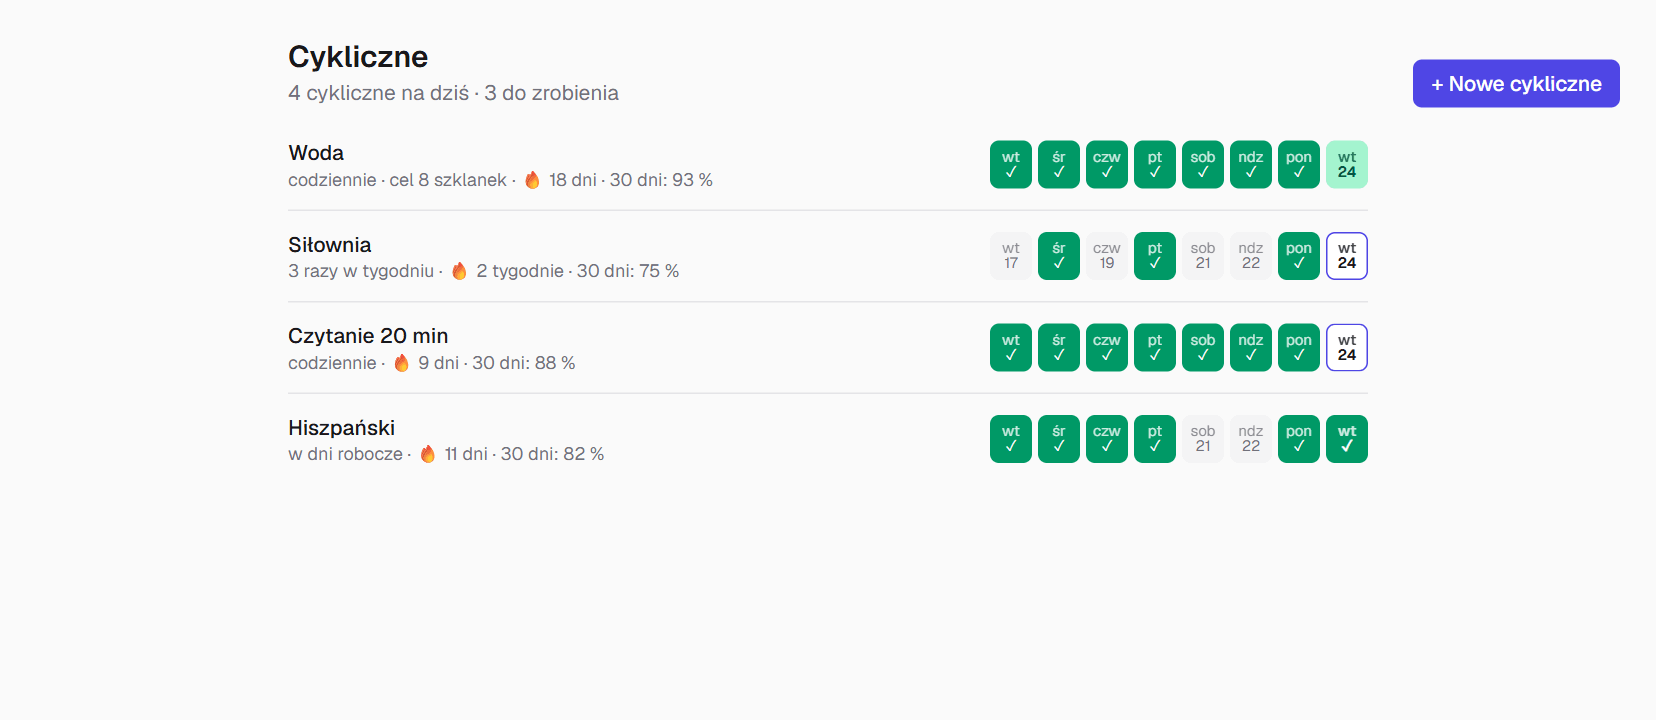 Cykliczne
4 cykliczne na dziś · 3 do zrobienia
+ Nowe cykliczne
Woda
codziennie · cel 8 szklanek · 🔥 18 dni · 30 dni: 93 %
wt śr czw pt sob ndz pon wt
✓ ✓ ✓ ✓ ✓ ✓ ✓ 24
Siłownia
3 razy w tygodniu · 🔥 2 tygodnie · 30 dni: 75 %
wt śr czw pt sob ndz pon wt
17 ✓ 19 ✓ 21 22 ✓ 24
Czytanie 20 min
codziennie · 🔥 9 dni · 30 dni: 88 %
wt śr czw pt sob ndz pon wt
✓ ✓ ✓ ✓ ✓ ✓ ✓ 24
Hiszpański
w dni robocze · 🔥 11 dni · 30 dni: 82 %
wt śr czw pt sob ndz pon wt
✓ ✓ ✓ ✓ 21 22 ✓ ✓